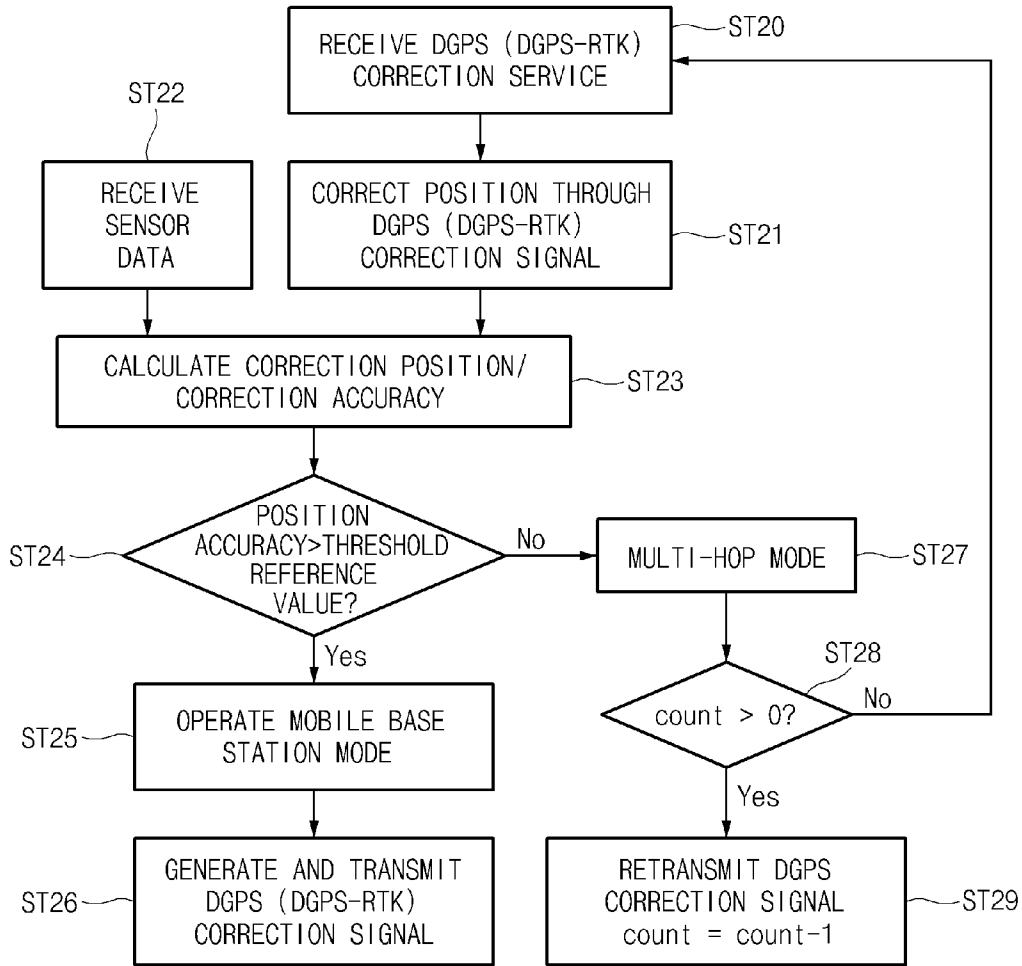 RECEIVE DGPS (DGPS-RTK)
CORRECTION SERVICE
ST20
ST22
RECEIVE
SENSOR
DATA
CORRECT POSITION THROUGH
DGPS (DGPS-RTK)
CORRECTION SIGNAL
ST21
CALCULATE CORRECTION POSITION/
CORRECTION ACCURACY
ST23
ST24
POSITION
ACCURACY>THRESHOLD
REFERENCE
VALUE?
No
MULTI-HOP MODE
ST27
Yes
ST28
count > 0?
No
ST25
OPERATE MOBILE BASE
STATION MODE
Yes
ST26
GENERATE AND TRANSMIT
DGPS (DGPS-RTK)
CORRECTION SIGNAL
RETRANSMIT DGPS
CORRECTION SIGNAL
count = count-1
ST29